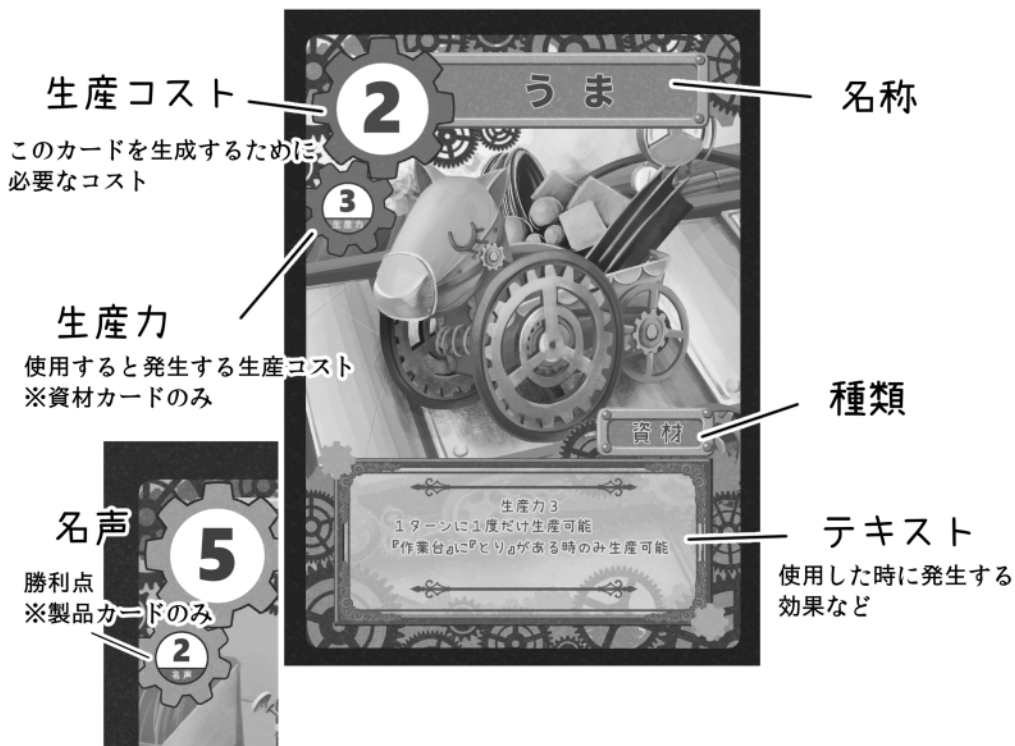 生産コスト
このカードを生成するために
必要なコスト
2
うま
名称
3
生産力
生産力
使用すると発生する生産コスト
※資材カードのみ
種類
資材
生産力3
1ターンに1度だけ生産可能
『作業台』に『とり』がある時のみ生産可能
テキスト
使用した時に発生する
効果など
名声
勝利点
※製品カードのみ
5
2
名声